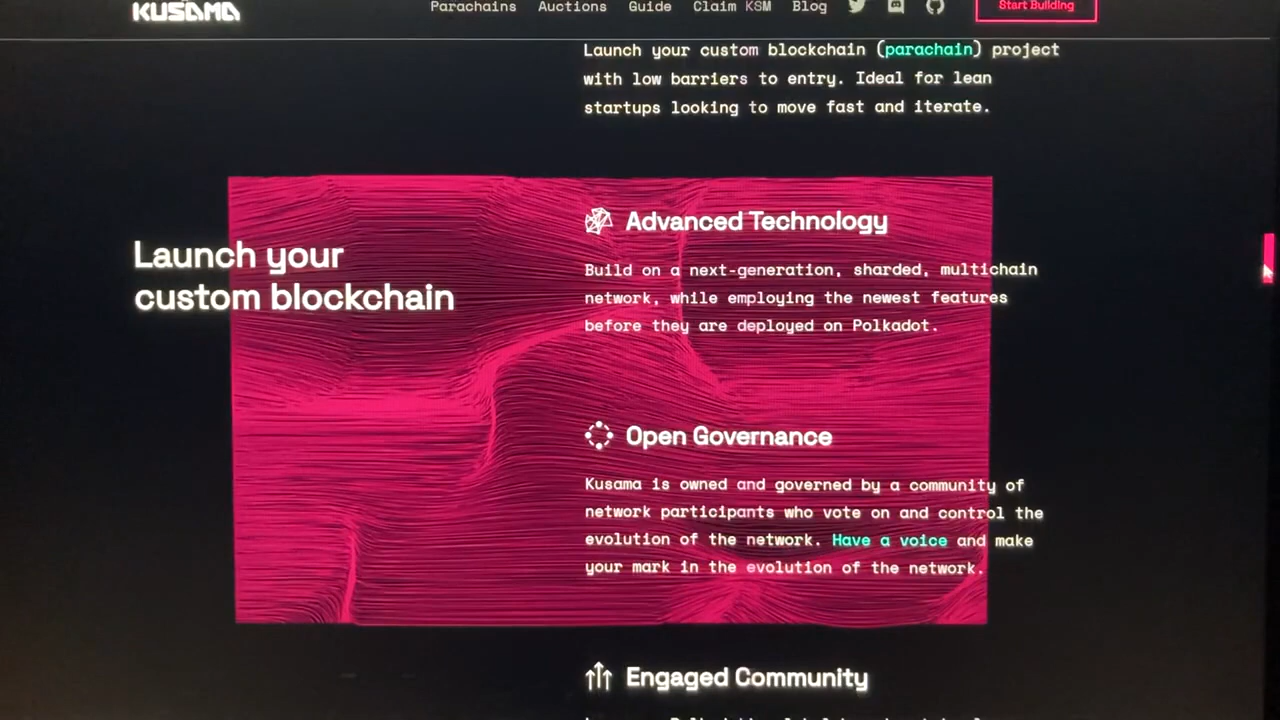 KUSAMA
Parachains Auctions Guide Claim KSM Blog Start Building
Launch your custom blockchain (parachain) project
with low barriers to entry. Ideal for lean
startups looking to move fast and iterate.
Launch your
custom blockchain
Advanced Technology
Build on a next-generation, sharded, multichain
network, while employing the newest features
before they are deployed on Polkadot.
Open Governance
Kusama is owned and governed by a community of
network participants who vote on and control the
evolution of the network. Have a voice and make
your mark in the evolution of the network.
Engaged Community